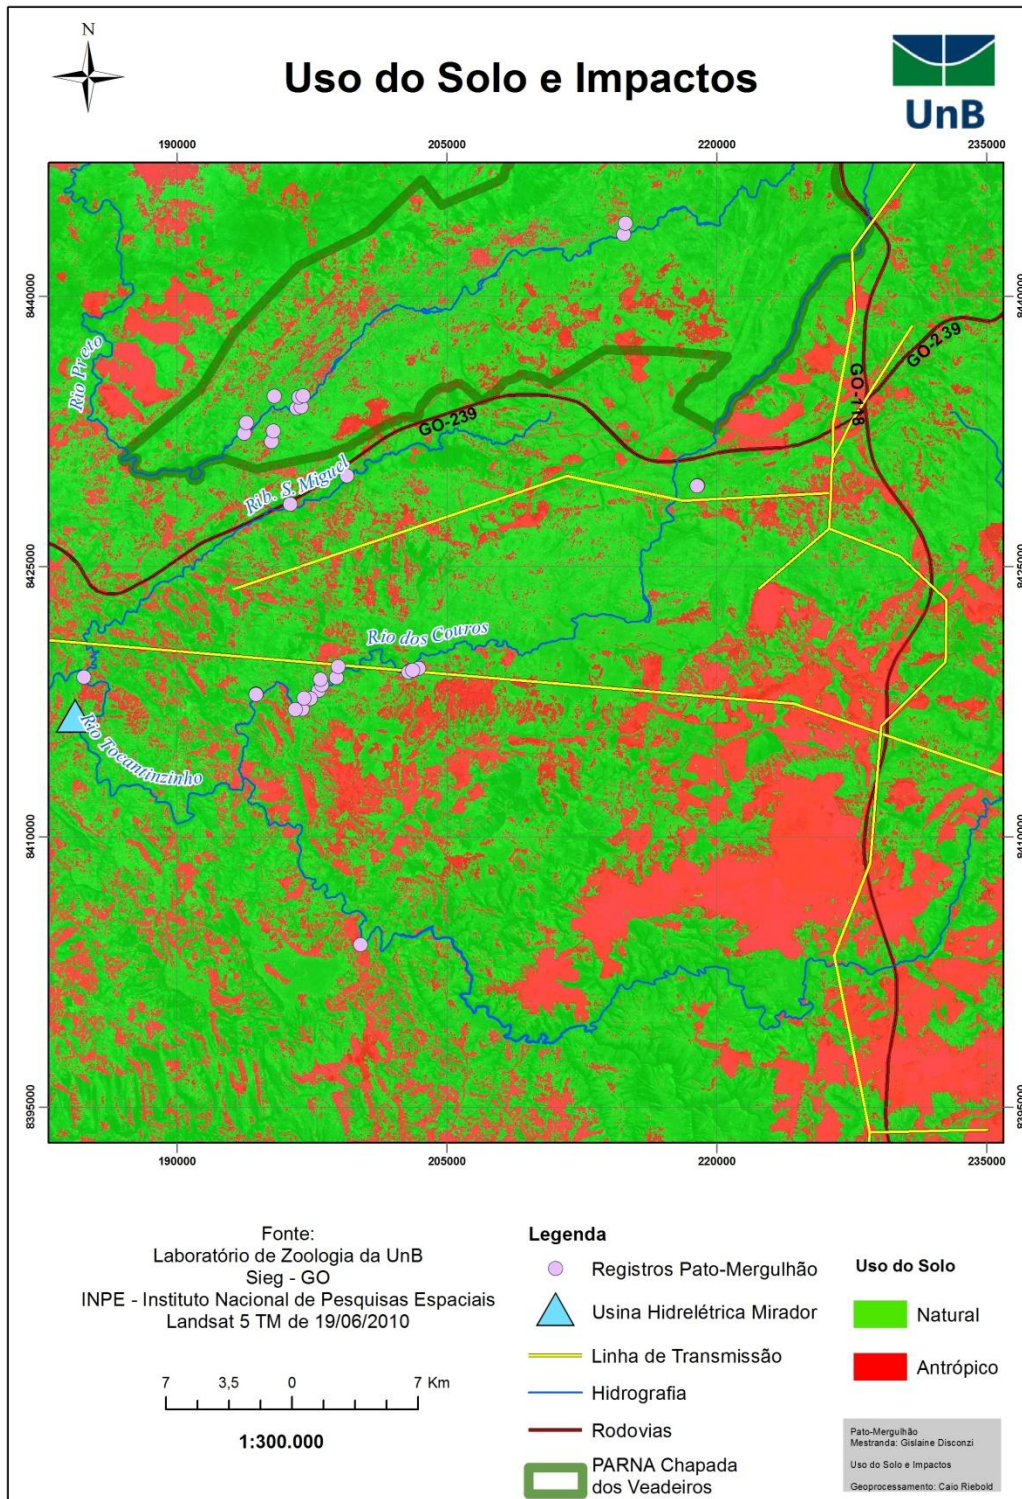 N
Uso do Solo e Impactos
UnB
190000
205000
220000
235000
8440000
8440000
Rio Preto
GO-239
GO-239
GO-118
Rib. S. Miguel
8425000
8425000
Rio dos Couros
Rio Tocantinzinho
8410000
8410000
8395000
8395000
190000
205000
220000
235000
Fonte:
Laboratório de Zoologia da UnB
Sieg - GO
INPE - Instituto Nacional de Pesquisas Espaciais
Landsat 5 TM de 19/06/2010
7 3,5 0 7 Km
1:300.000
Legenda
Registros Pato-Mergulhão
Usina Hidrelétrica Mirador
Linha de Transmissão
Hidrografia
Rodovias
PARNA Chapada
dos Veadeiros
Uso do Solo
Natural
Antrópico
Pato-Mergulhão
Mestranda: Gislaine Disconzi
Uso do Solo e Impactos
Geoprocessamento: Caio Riebold